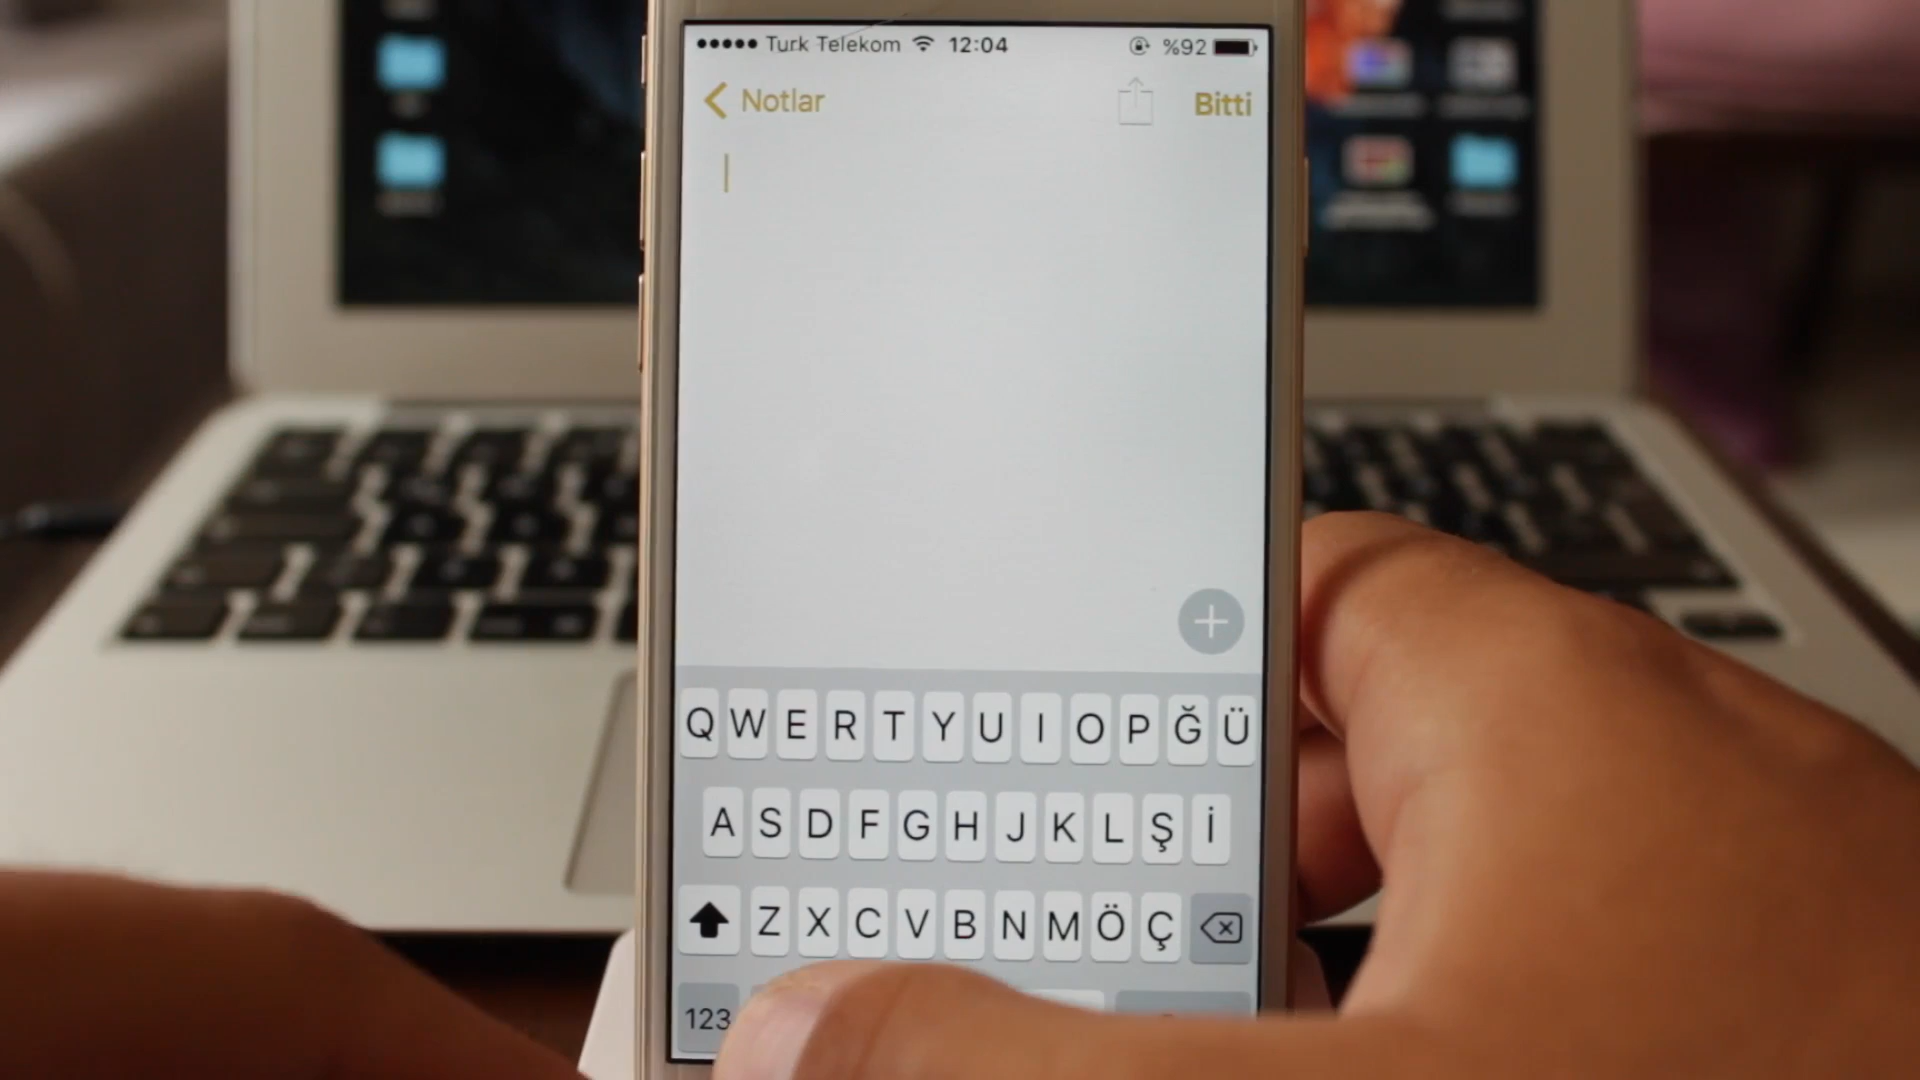 Turk Telekom 12:04 %92
Notlar Bitti
Q W E R T Y U I O P Ğ Ü
A S D F G H J K L Ş İ
Z X C V B N M Ö Ç
123